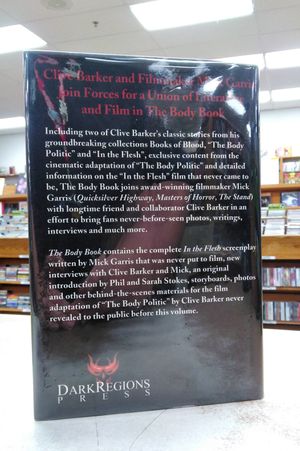 Clive Barker and Filmmaker Mick Garris
Join Forces for a Union of Literature
and Film in The Body Book
Including two of Clive Barker's classic stories from his
groundbreaking collections Books of Blood, "The Body
Politic" and "In the Flesh", exclusive content from the
cinematic adaptation of "The Body Politic" and detailed
information on the "In the Flesh" film that never came to
be, The Body Book joins award-winning filmmaker Mick
Garris (Quicksilver Highway, Masters of Horror, The Stand)
with longtime friend and collaborator Clive Barker in an
effort to bring fans never-before-seen photos, writings,
interviews and much more.
The Body Book contains the complete In the Flesh screenplay
written by Mick Garris that was never put to film, new
interviews with Clive Barker and Mick, an original
introduction by Phil and Sarah Stokes, storyboards, photos
and other behind-the-scenes materials for the film
adaptation of "The Body Politic" by Clive Barker never
revealed to the public before this volume.
DARKREGIONS
PRESS